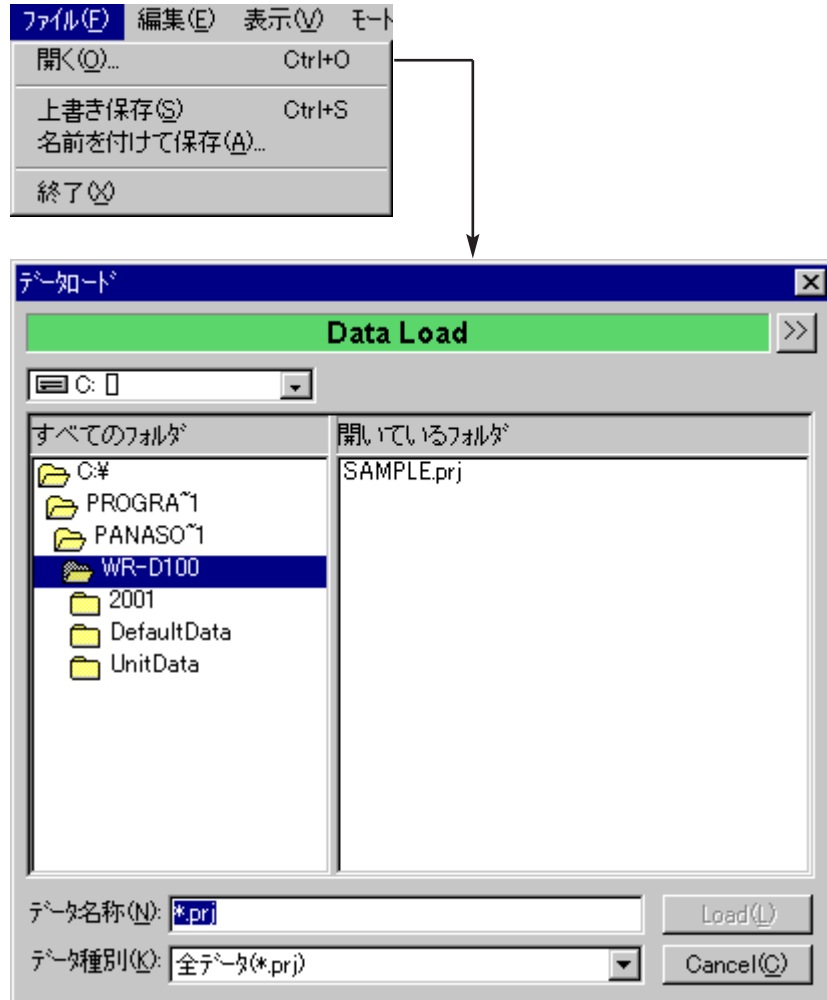 ﾌｧｲﾙ(F) 編集(E) 表示(V) ﾓｰﾄ
開く(O)... Ctrl+O
上書き保存(S) Ctrl+S
名前を付けて保存(A)...
終了(X)
ﾃﾞｰﾀﾛｰﾄﾞ
Data Load >>
C: []
すべてのﾌｫﾙﾀﾞ 開いているﾌｫﾙﾀﾞ
C:¥ SAMPLE.prj
PROGRA~1
PANASO~1
WR-D100
2001
DefaultData
UnitData
ﾃﾞｰﾀ名称(N): *.prj Load(L)
ﾃﾞｰﾀ種別(K): 全ﾃﾞｰﾀ(*.prj) Cancel(C)